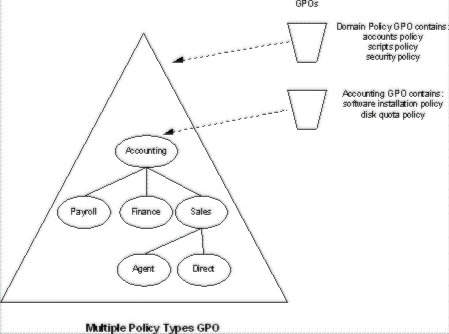 GPOs
Domain Policy GPO contains:
accounts policy
scripts policy
security policy
Accounting GPO contains:
software installation policy
disk quota policy
Accounting
Payroll
Finance
Sales
Agent
Direct
Multiple Policy Types GPO